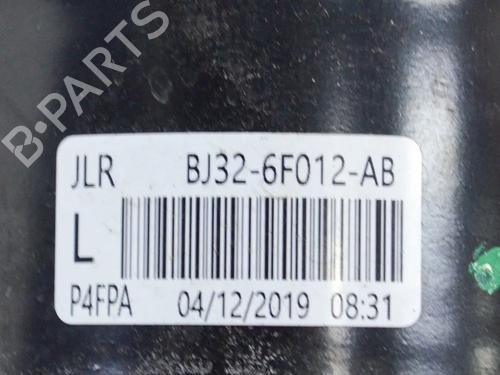 B-PARTS
JLR BJ32-6F012-AB
L
P4FPA 04/12/2019 08:31